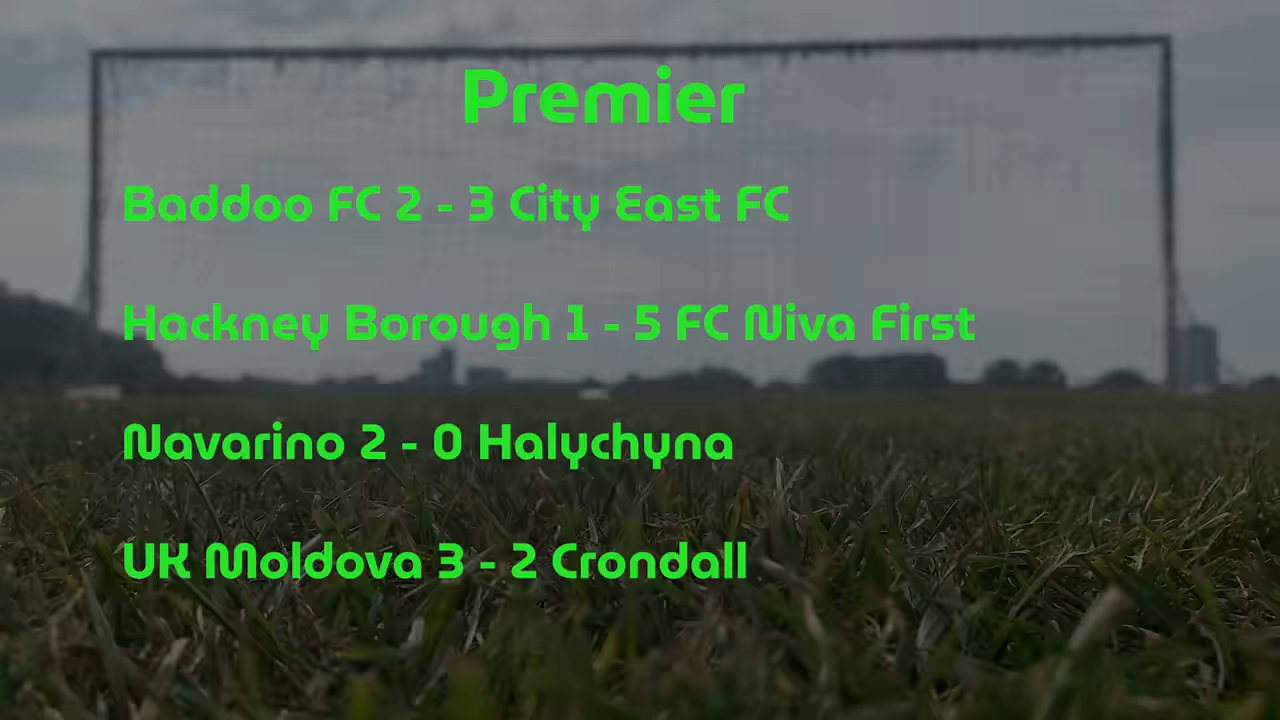 Premier
Baddoo FC 2 - 3 City East FC
Hackney Borough 1 - 5 FC Niva First
Navarino 2 - 0 Halychyna
UK Moldova 3 - 2 Crondall